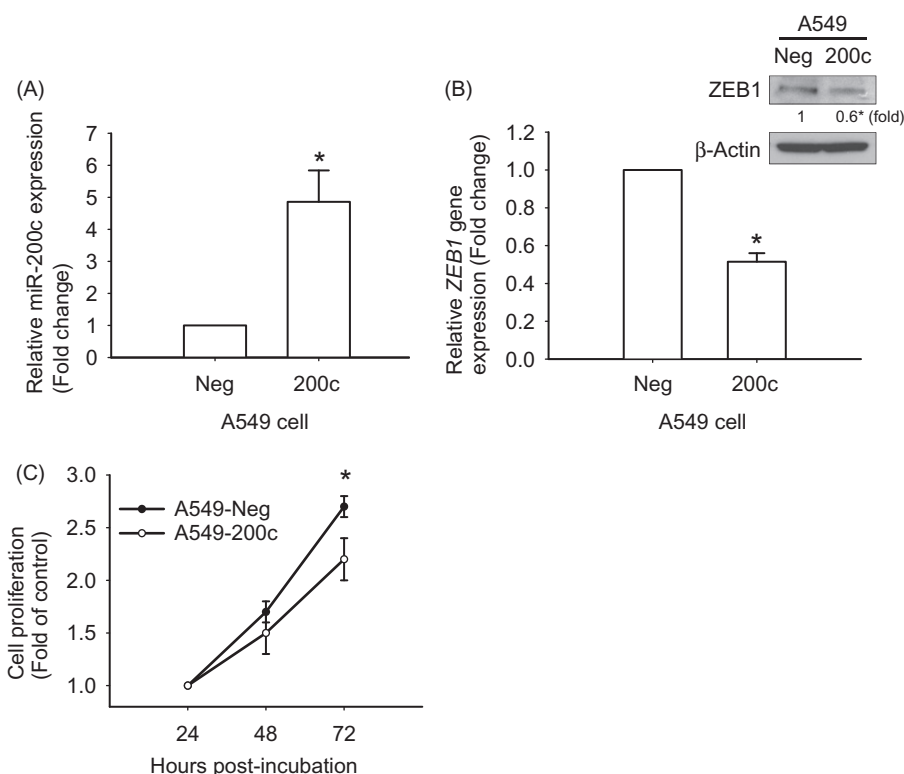 (A)
Relative miR-200c expression
(Fold change)
7
6
5
4
3
2
1
0
*
Neg
200c
A549 cell
(B)
A549
Neg 200c
ZEB1
1 0.6* (fold)
β-Actin
Relative ZEB1 gene
expression (Fold change)
1.2
1.0
0.8
0.6
0.4
0.2
0.0
*
Neg
200c
A549 cell
(C)
Cell proliferation
(Fold of control)
3.0
2.5
2.0
1.5
1.0
A549-Neg
A549-200c
*
24
48
72
Hours post-incubation